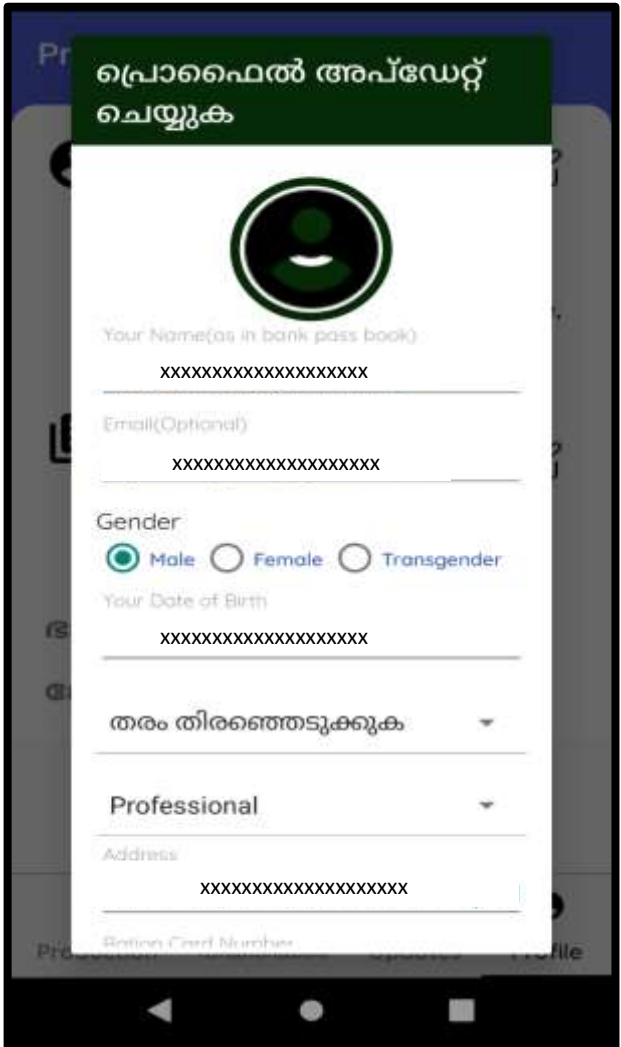 പ്രൊഫൈൽ അപ്ഡേറ്റ്
ചെയ്യുക
Your Name(as in bank pass book)
xxxxxxxxxxxxxxxxxxxx
Email(Optional)
xxxxxxxxxxxxxxxxxxxx
Gender
Male Female Transgender
Your Date of Birth
xxxxxxxxxxxxxxxxxxxx
തരം തിരഞ്ഞെടുക്കുക
Professional
Address
xxxxxxxxxxxxxxxxxxxx
Ration Card Number